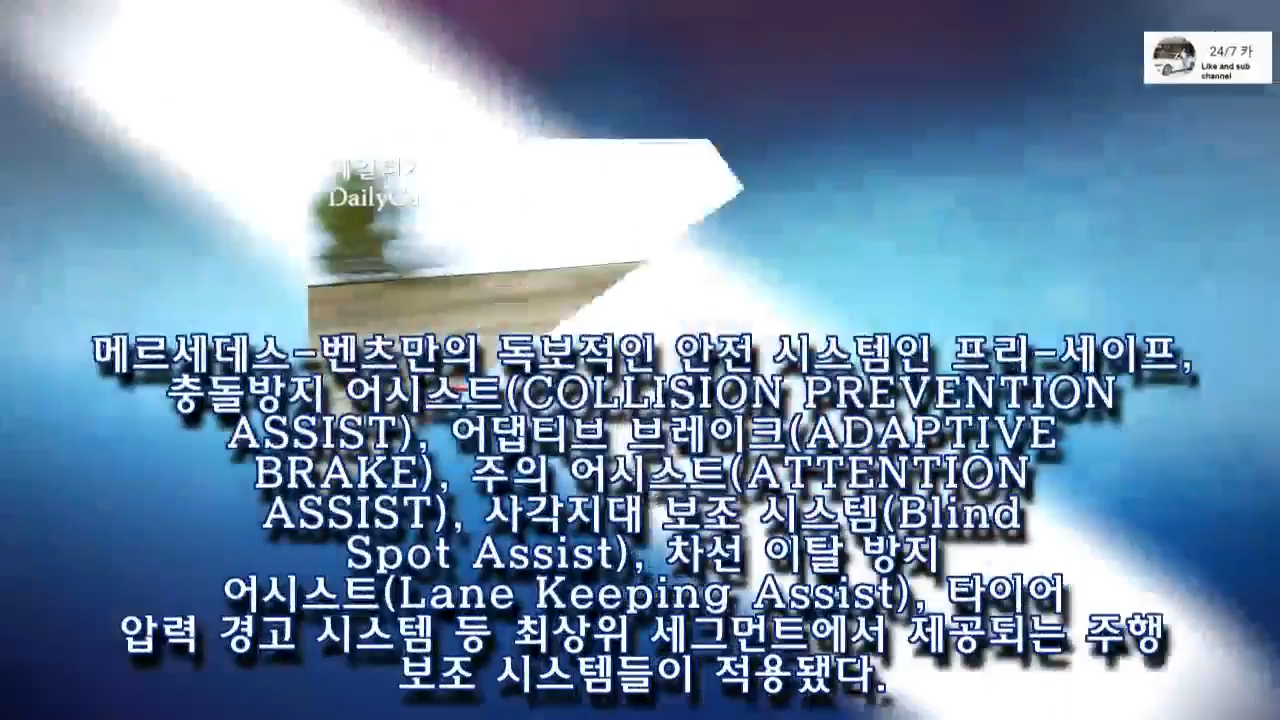 24/7 카
Like and sub
channel
DailyCa
메르세데스-벤츠만의 독보적인 안전 시스템인 프리-세이프,
충돌방지 어시스트(COLLISION PREVENTION
ASSIST), 어댑티브 브레이크(ADAPTIVE
BRAKE), 주의 어시스트(ATTENTION
ASSIST), 사각지대 보조 시스템(Blind
Spot Assist), 차선 이탈 방지
어시스트(Lane Keeping Assist), 타이어
압력 경고 시스템 등 최상위 세그먼트에서 제공되는 주행
보조 시스템들이 적용됐다.